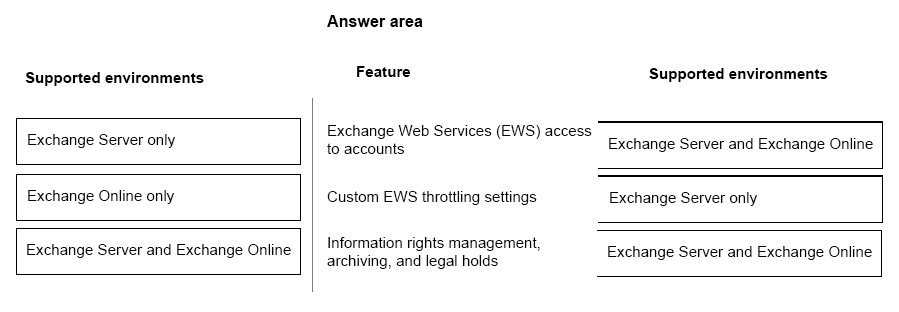 Answer area
Supported environments
Feature
Supported environments
Exchange Server only
Exchange Web Services (EWS) access
to accounts
Exchange Server and Exchange Online
Exchange Online only
Custom EWS throttling settings
Exchange Server only
Exchange Server and Exchange Online
Information rights management,
archiving, and legal holds
Exchange Server and Exchange Online